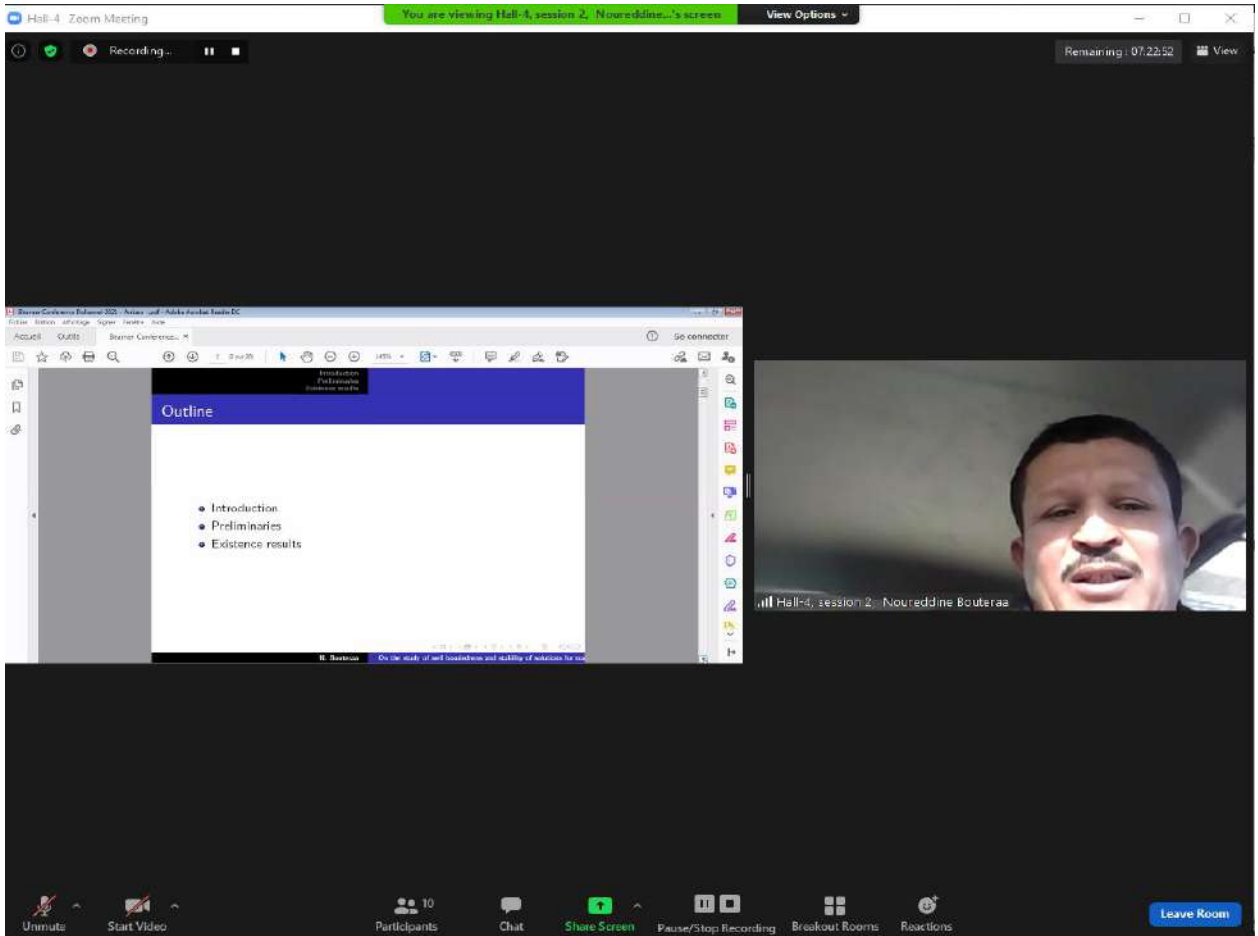 Hall-4 Zoom Meeting
You are viewing Hall-4, session 2, Noureddine...'s screen
View Options
Recording...
Remaining : 07:22:52
View
Accueil
Outils
Se connecter
145%
Introduction
Preliminaries
Existence results
Outline
Introduction
Preliminaries
Existence results
N. Bouteraa
On the study of well
and stability of solutions for
Hall-4, session 2, Noureddine Bouteraa
Unmute
Start Video
10
Participants
Chat
Share Screen
Pause/Stop Recording
Breakout Rooms
Reactions
Leave Room